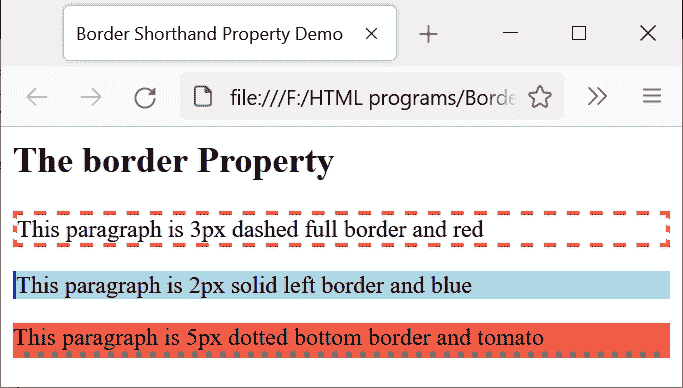 Border Shorthand Property Demo
file:///F:/HTML programs/Borde
The border Property
This paragraph is 3px dashed full border and red
This paragraph is 2px solid left border and blue
This paragraph is 5px dotted bottom border and tomato